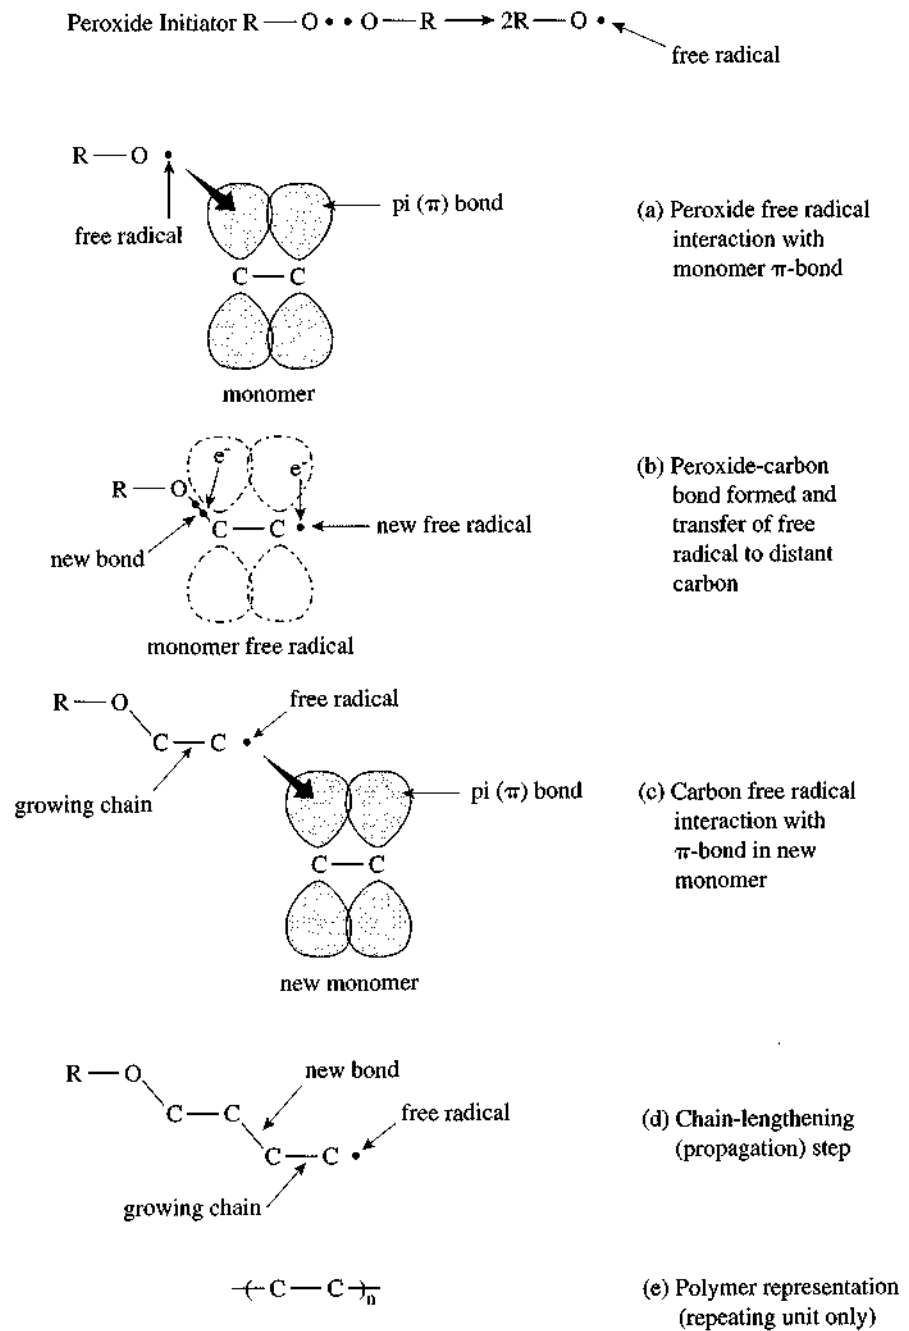 Peroxide Initiator R — O • • O — R ⟶ 2R — O •
free radical
R — O •
pi (π) bond
free radical
C — C
monomer
(a) Peroxide free radical
interaction with
monomer π-bond
e⁻
e⁻
R — O
C — C •
new free radical
new bond
monomer free radical
(b) Peroxide-carbon
bond formed and
transfer of free
radical to distant
carbon
R — O
free radical
C — C •
growing chain
pi (π) bond
C — C
new monomer
(c) Carbon free radical
interaction with
π-bond in new
monomer
R — O
new bond
C — C
free radical
C — C •
growing chain
(d) Chain-lengthening
(propagation) step
( C — C )n
(e) Polymer representation
(repeating unit only)